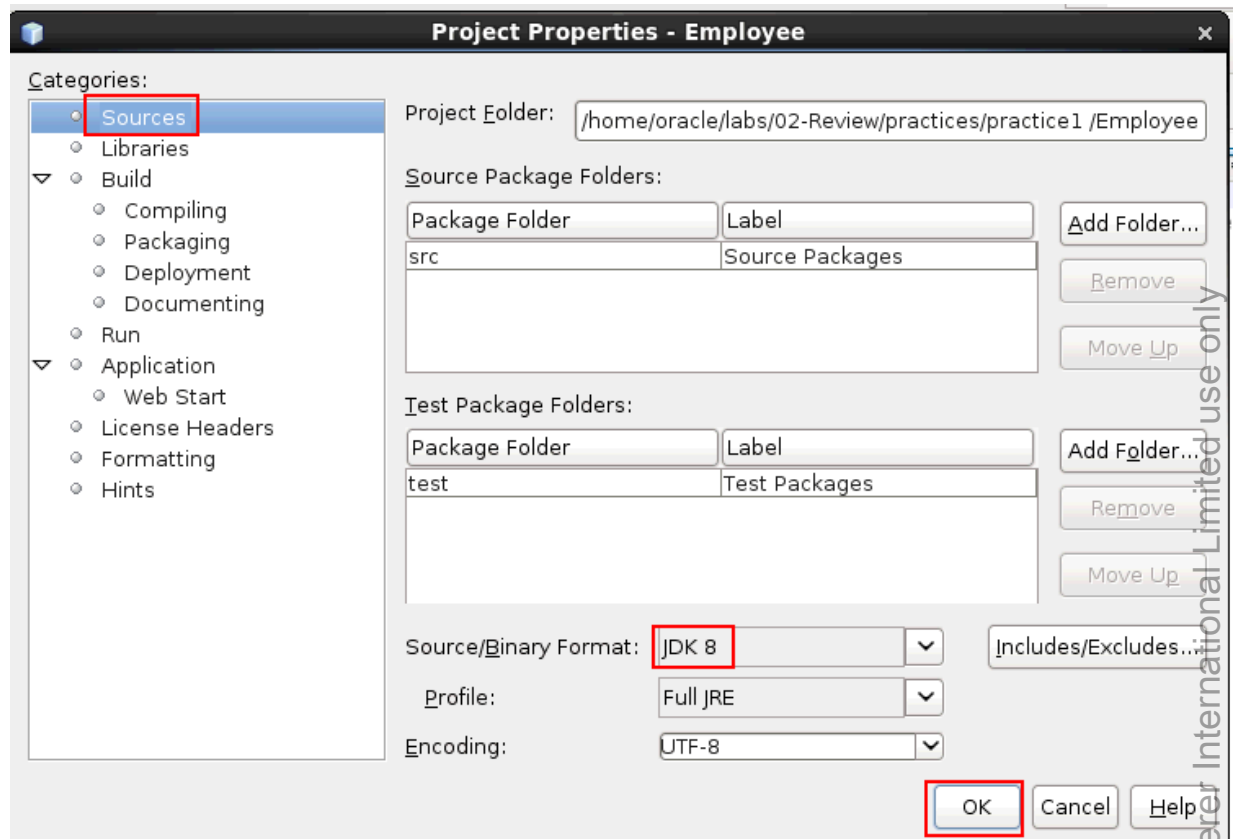 Project Properties - Employee
Categories:
Sources
Libraries
Build
Compiling
Packaging
Deployment
Documenting
Run
Application
Web Start
License Headers
Formatting
Hints
Project Folder: /home/oracle/labs/02-Review/practices/practice1 /Employee
Source Package Folders:
Package Folder Label
src Source Packages
Add Folder...
Remove
Move Up
Test Package Folders:
Package Folder Label
test Test Packages
Add Folder...
Remove
Move Up
Source/Binary Format: JDK 8
Includes/Excludes...
Profile: Full JRE
Encoding: UTF-8
OK Cancel Help
International Limited use only